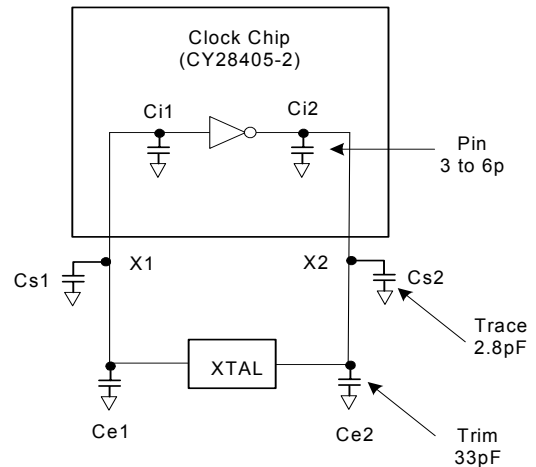 Clock Chip
(CY28405-2)
Ci1
Ci2
Pin
3 to 6p
X1
X2
Cs1
Cs2
Trace
2.8pF
XTAL
Ce1
Ce2
Trim
33pF